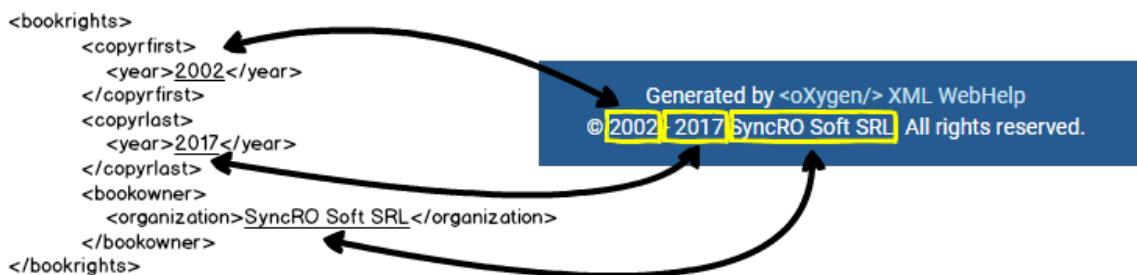 <bookrights>
<copyrfirst>
<year>2002</year>
</copyrfirst>
<copyrlast>
<year>2017</year>
</copyrlast>
<bookowner>
<organization>SyncRO Soft SRL</organization>
</bookowner>
</bookrights>
Generated by <oXygen/> XML WebHelp
© 2002 - 2017 SyncRO Soft SRL. All rights reserved.